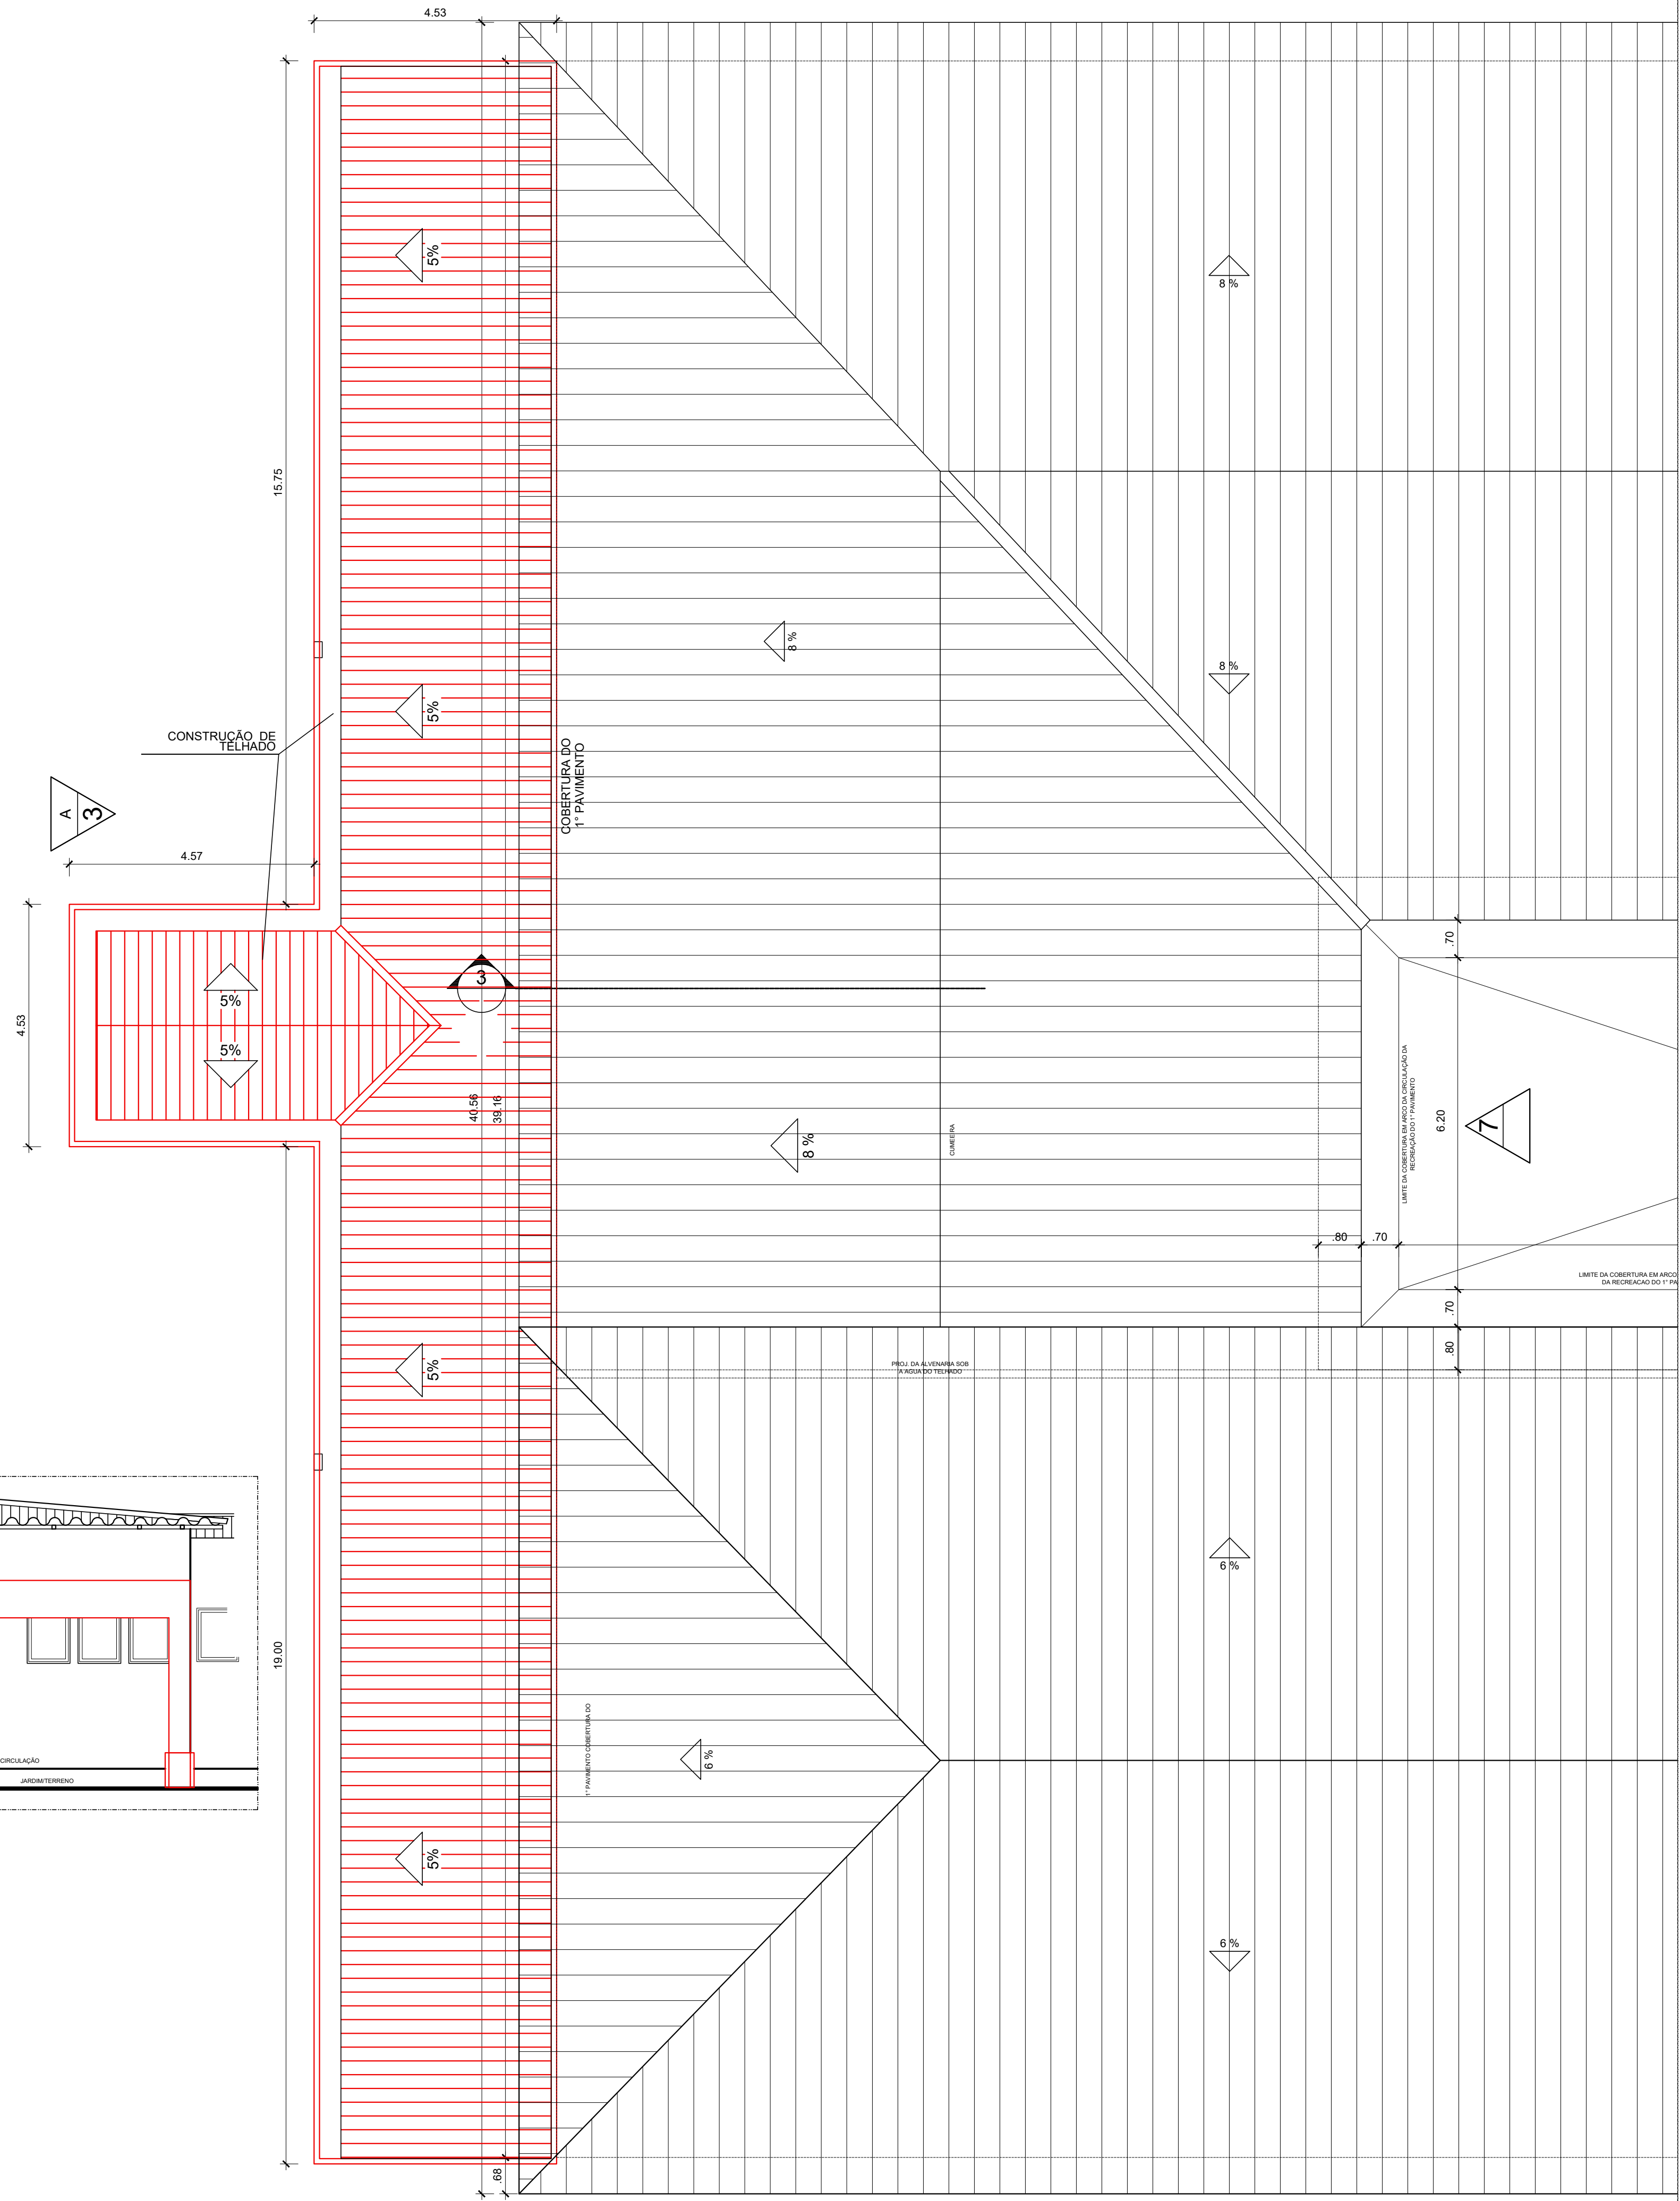 4.53
5%
8 %
15.75
8 %
8 %
5%
CONSTRUÇÃO DE
TELHADO
COBERTURA DO
1° PAVIMENTO
A
3
4.57
4.53
5%
5%
3
.70
40.56
39.16
8 %
CUMEEIRA
LIMITE DA COBERTURA EM ARCO DA CIRCULAÇÃO DA
RECREAÇÃO DO 1° PAVIMENTO
6.20
7
.80
.70
LIMITE DA COBERTURA EM ARCO
DA RECREACAO DO 1° PA
.70
.80
5%
PROJ. DA ALVENARIA SOB
A AGUA DO TELHADO
6 %
19.00
1° PAVIMENTO COBERTURA DO
6 %
CIRCULAÇÃO
JARDIM/TERRENO
5%
6 %
.68